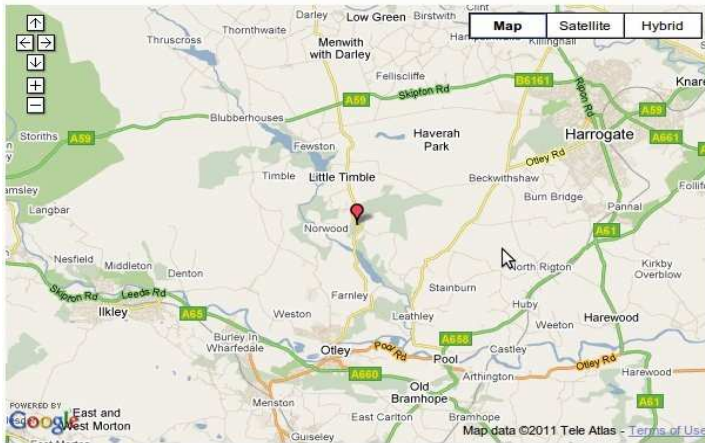 Darley
Low Green
Birstwith
Clint
Map
Satellite
Hybrid
Thornthwaite
Thruscross
Menwith
with Darley
Killinghall
Felliscliffe
B6161
Skipton Rd
A59
Ripon Rd
Blubberhouses
A59
A661
Storiths
A59
Haverah
Park
Harrogate
Fewston
Otley Rd
Timble
Little Timble
Beckwithshaw
Burn Bridge
Pannal
Langbar
Norwood
A61
Nesfield
Middleton
Denton
North Rigton
Kirkby
Overblow
Skipton Rd
Leeds Rd
Ilkley
A65
Farnley
Stainburn
Weston
Leathley
Huby
Weeton
Harewood
Burley In
Wharfedale
Otley
Pool Rd
A658
Pool
Castley
Otley Rd
A660
Arthington
Harewood
Menston
Old
Bramhope
A61
POWERED BY
Google
East and
West Morton
East Carlton
Bramhope
Guiseley
Map data ©2011 Tele Atlas - Terms of Use